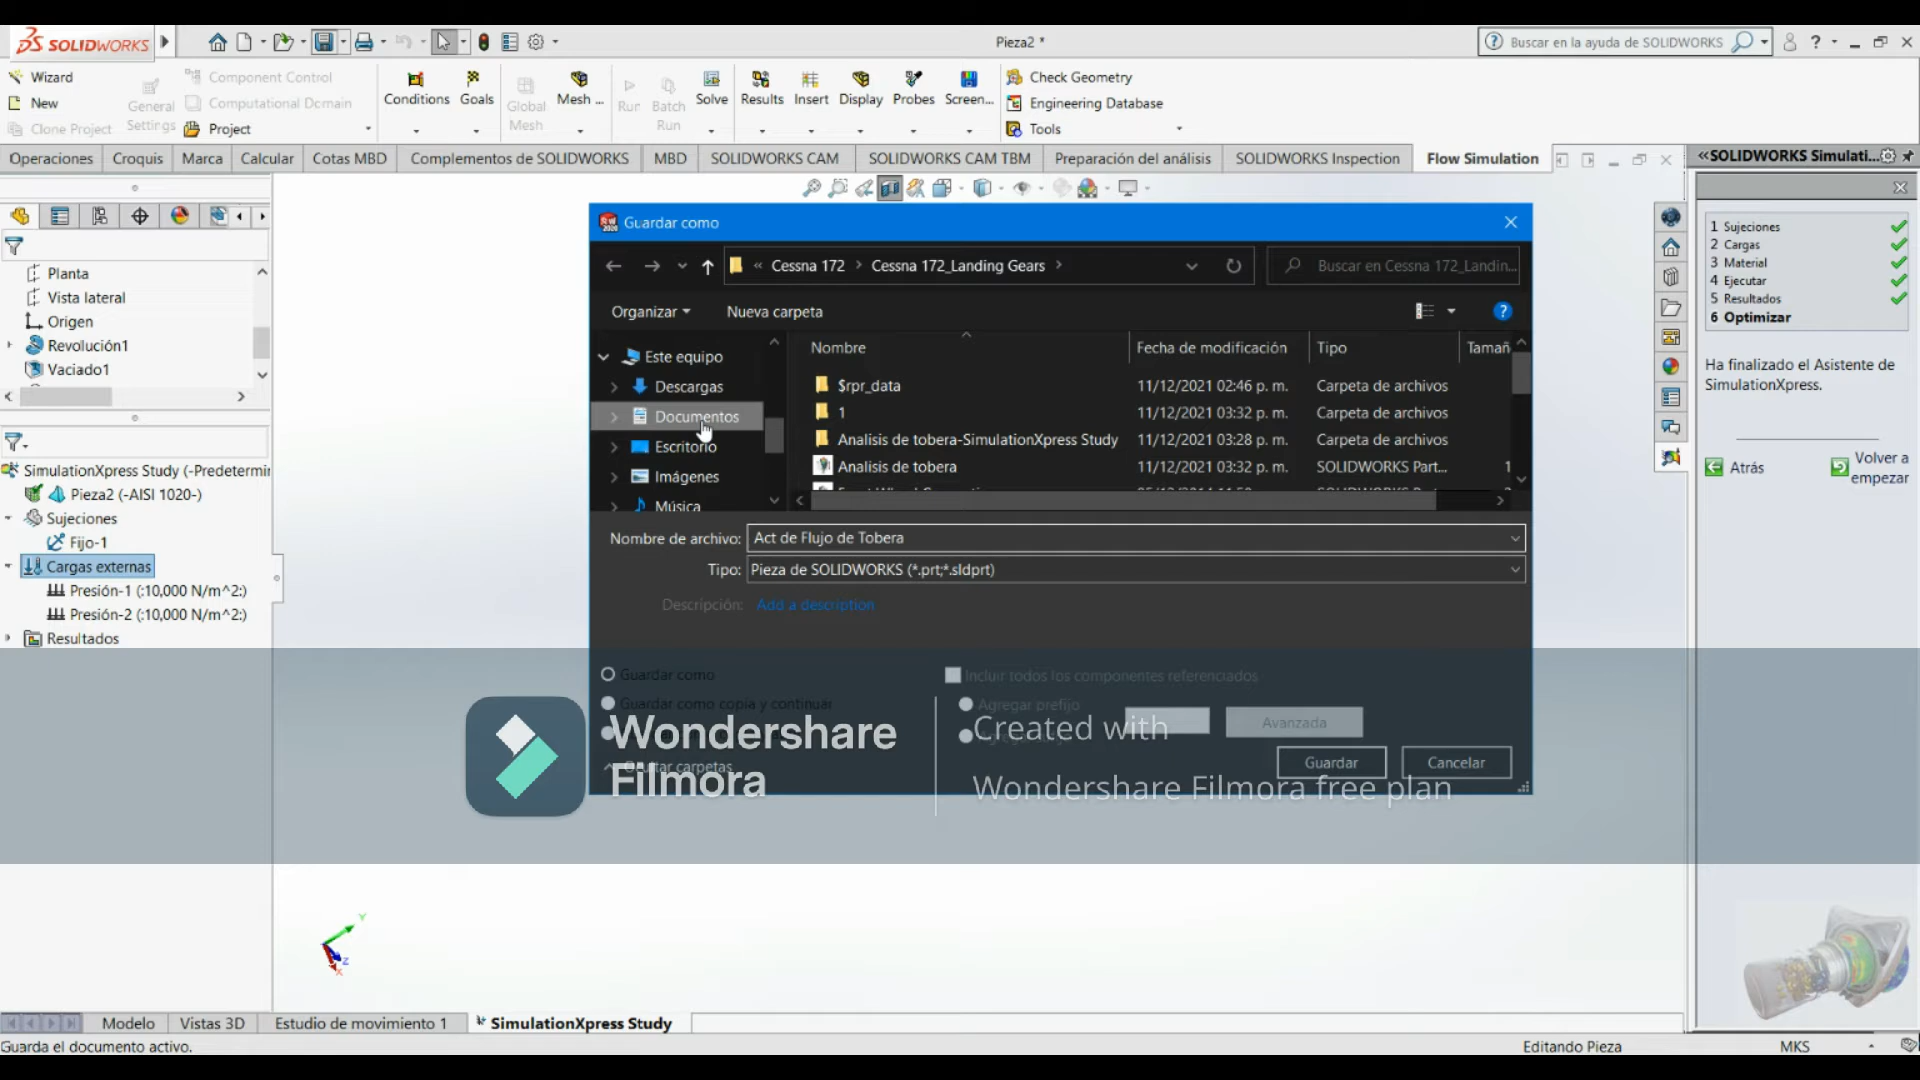 SOLIDWORKS
Pieza2 *
Buscar en la ayuda de SOLIDWORKS
Wizard
New
Clone Project
General Settings
Component Control
Computational Domain
Project
Conditions
Goals
Global Mesh
Mesh ...
Run
Batch Run
Solve
Results
Insert
Display
Probes
Screen...
Check Geometry
Engineering Database
Tools
Operaciones
Croquis
Marca
Calcular
Cotas MBD
Complementos de SOLIDWORKS
MBD
SOLIDWORKS CAM
SOLIDWORKS CAM TBM
Preparación del análisis
SOLIDWORKS Inspection
Flow Simulation
«SOLIDWORKS Simulati...
Planta
Vista lateral
Origen
Revolución1
Vaciado1
SimulationXpress Study (-Predetermin
Pieza2 (-AISI 1020-)
Sujeciones
Fijo-1
Cargas externas
Presión-1 (:10,000 N/m^2:)
Presión-2 (:10,000 N/m^2:)
Resultados
Guardar como
« Cessna 172 > Cessna 172_Landing Gears >
Buscar en Cessna 172_Landin...
Organizar
Nueva carpeta
Este equipo
Descargas
Documentos
Escritorio
Imágenes
Música
Nombre Fecha de modificación Tipo Tamañ
$rpr_data 11/12/2021 02:46 p. m. Carpeta de archivos
1 11/12/2021 03:32 p. m. Carpeta de archivos
Analisis de tobera-SimulationXpress Study 11/12/2021 03:28 p. m. Carpeta de archivos
Analisis de tobera 11/12/2021 03:32 p. m. SOLIDWORKS Part... 1
Nombre de archivo: Act de Flujo de Tobera
Tipo: Pieza de SOLIDWORKS (*.prt;*.sldprt)
Descripción: Add a description
Guardar como
Guardar como copia y continuar
Incluir todos los componentes referenciados
Agregar prefijo
Avanzada
Ocultar carpetas
Guardar
Cancelar
Wondershare
Filmora
Created with
Wondershare Filmora free plan
1 Sujeciones
2 Cargas
3 Material
4 Ejecutar
5 Resultados
6 Optimizar
Ha finalizado el Asistente de
SimulationXpress.
Atrás
Volver a
empezar
Y
Z
X
Modelo
Vistas 3D
Estudio de movimiento 1
SimulationXpress Study
Guarda el documento activo.
Editando Pieza
MKS